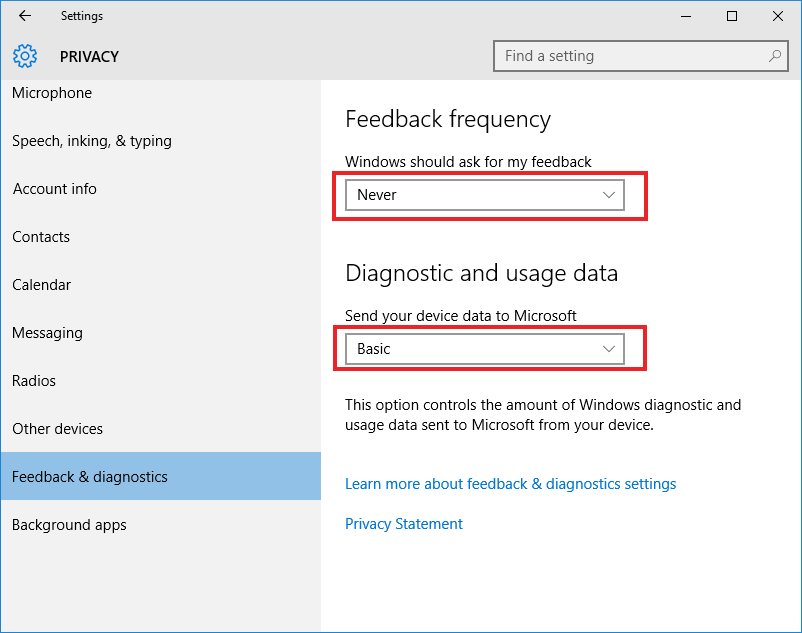 Settings
PRIVACY
Find a setting
Microphone
Speech, inking, & typing
Account info
Contacts
Calendar
Messaging
Radios
Other devices
Feedback & diagnostics
Background apps
Feedback frequency
Windows should ask for my feedback
Never
Diagnostic and usage data
Send your device data to Microsoft
Basic
This option controls the amount of Windows diagnostic and
usage data sent to Microsoft from your device.
Learn more about feedback & diagnostics settings
Privacy Statement